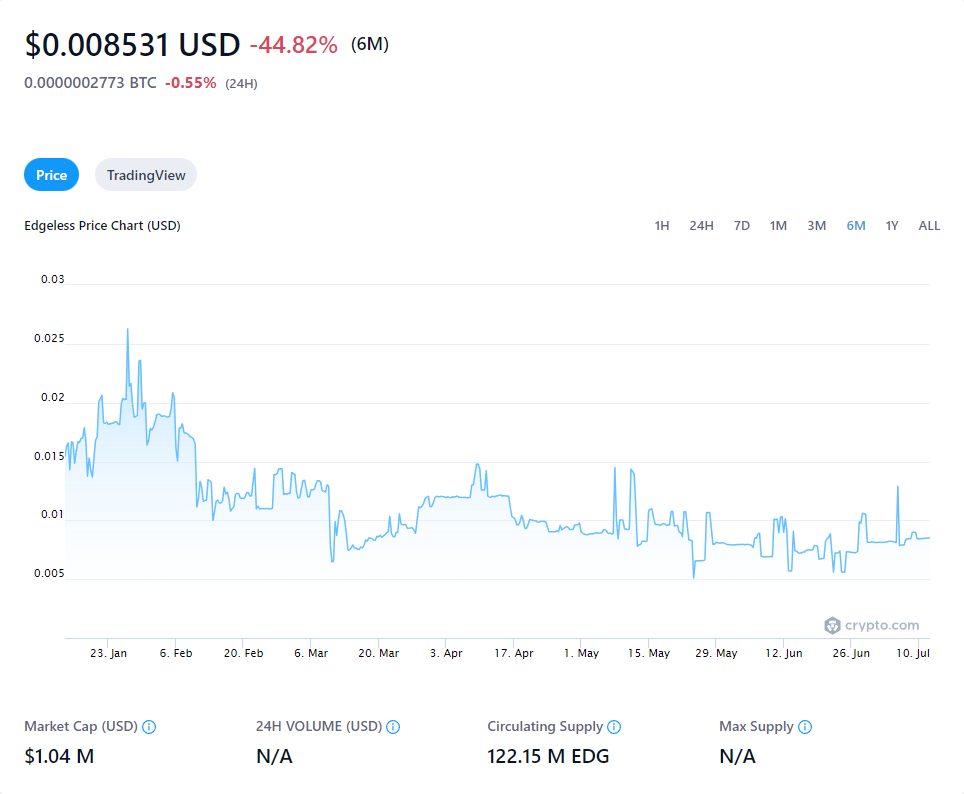 $0.008531 USD -44.82% (6M)
0.0000002773 BTC -0.55% (24H)
Price TradingView
Edgeless Price Chart (USD) 1H 24H 7D 1M 3M 6M 1Y ALL
0.03
0.025
0.02
0.015
0.01
0.005
crypto.com
23. Jan 6. Feb 20. Feb 6. Mar 20. Mar 3. Apr 17. Apr 1. May 15. May 29. May 12. Jun 26. Jun 10. Jul
Market Cap (USD) 24H VOLUME (USD) Circulating Supply Max Supply
$1.04 M N/A 122.15 M EDG N/A